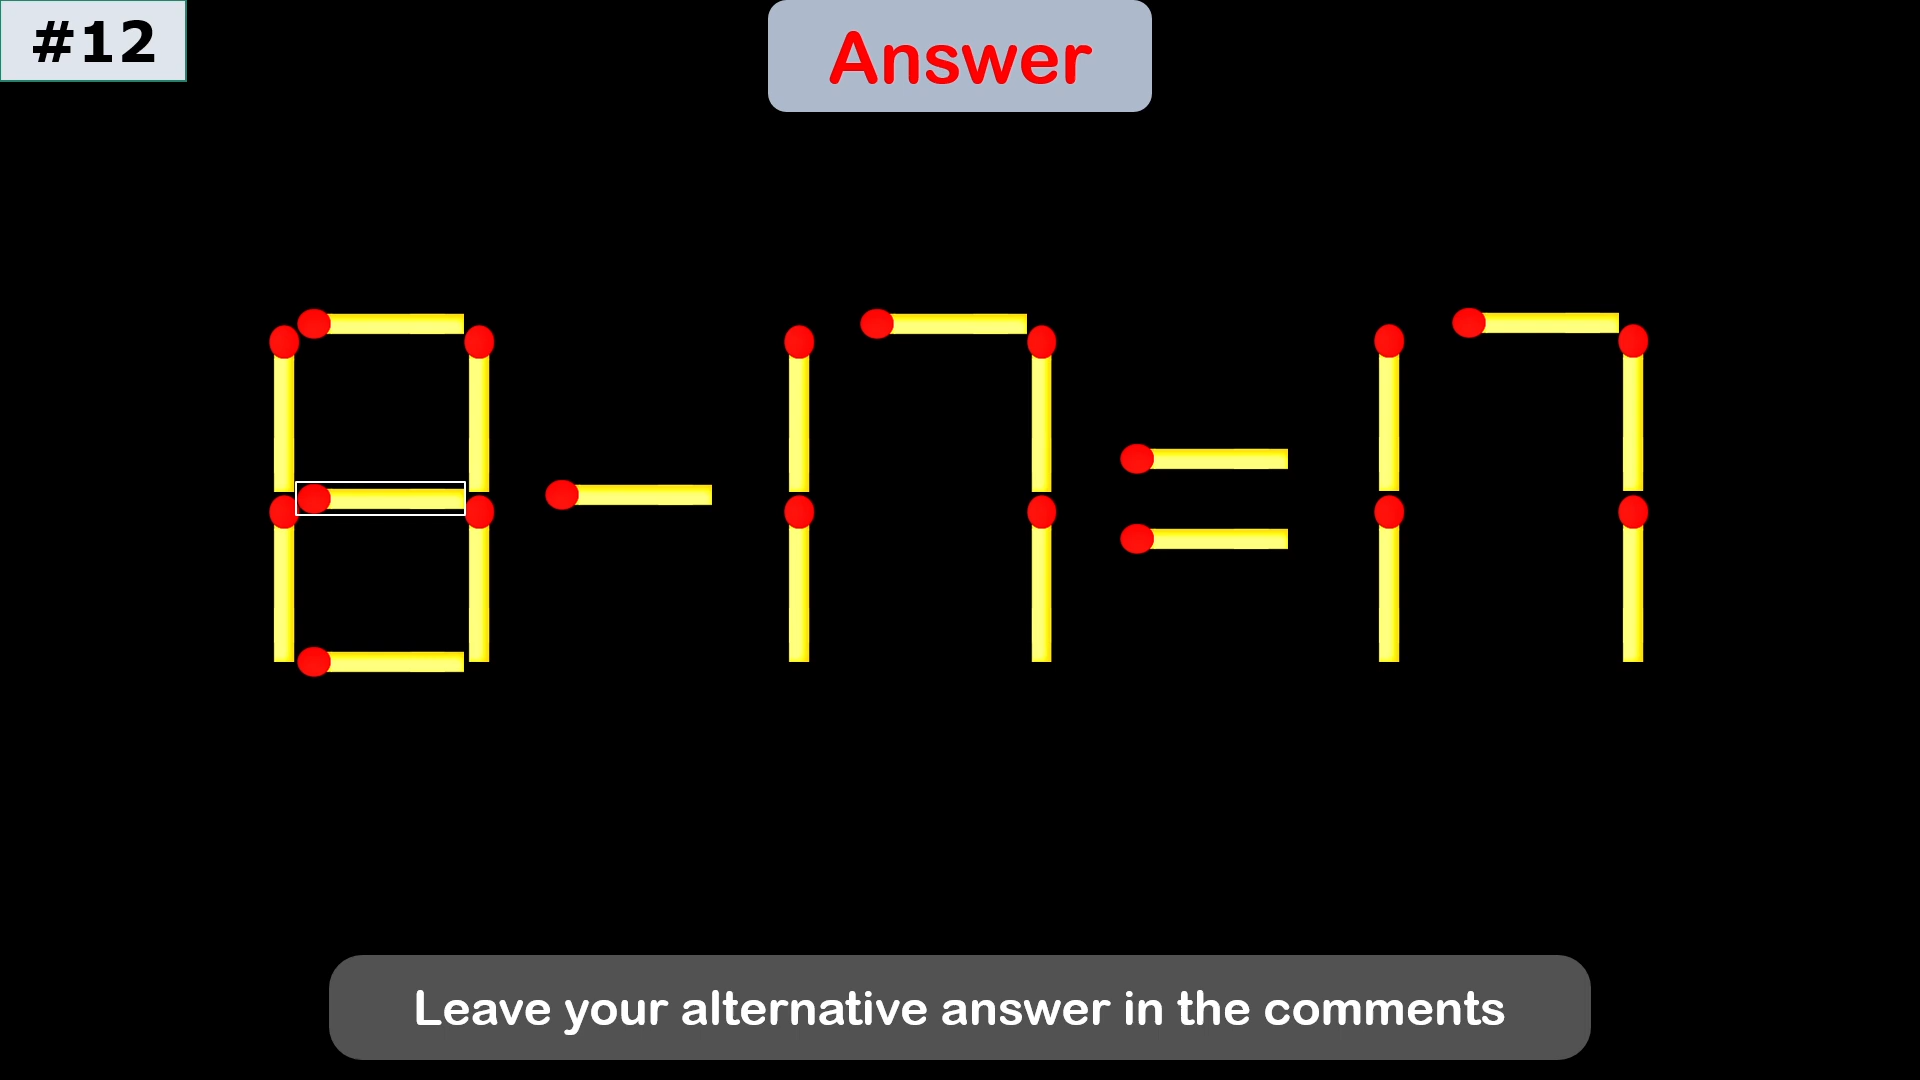 #12
Answer
8 - 17 = 17
Leave your alternative answer in the comments